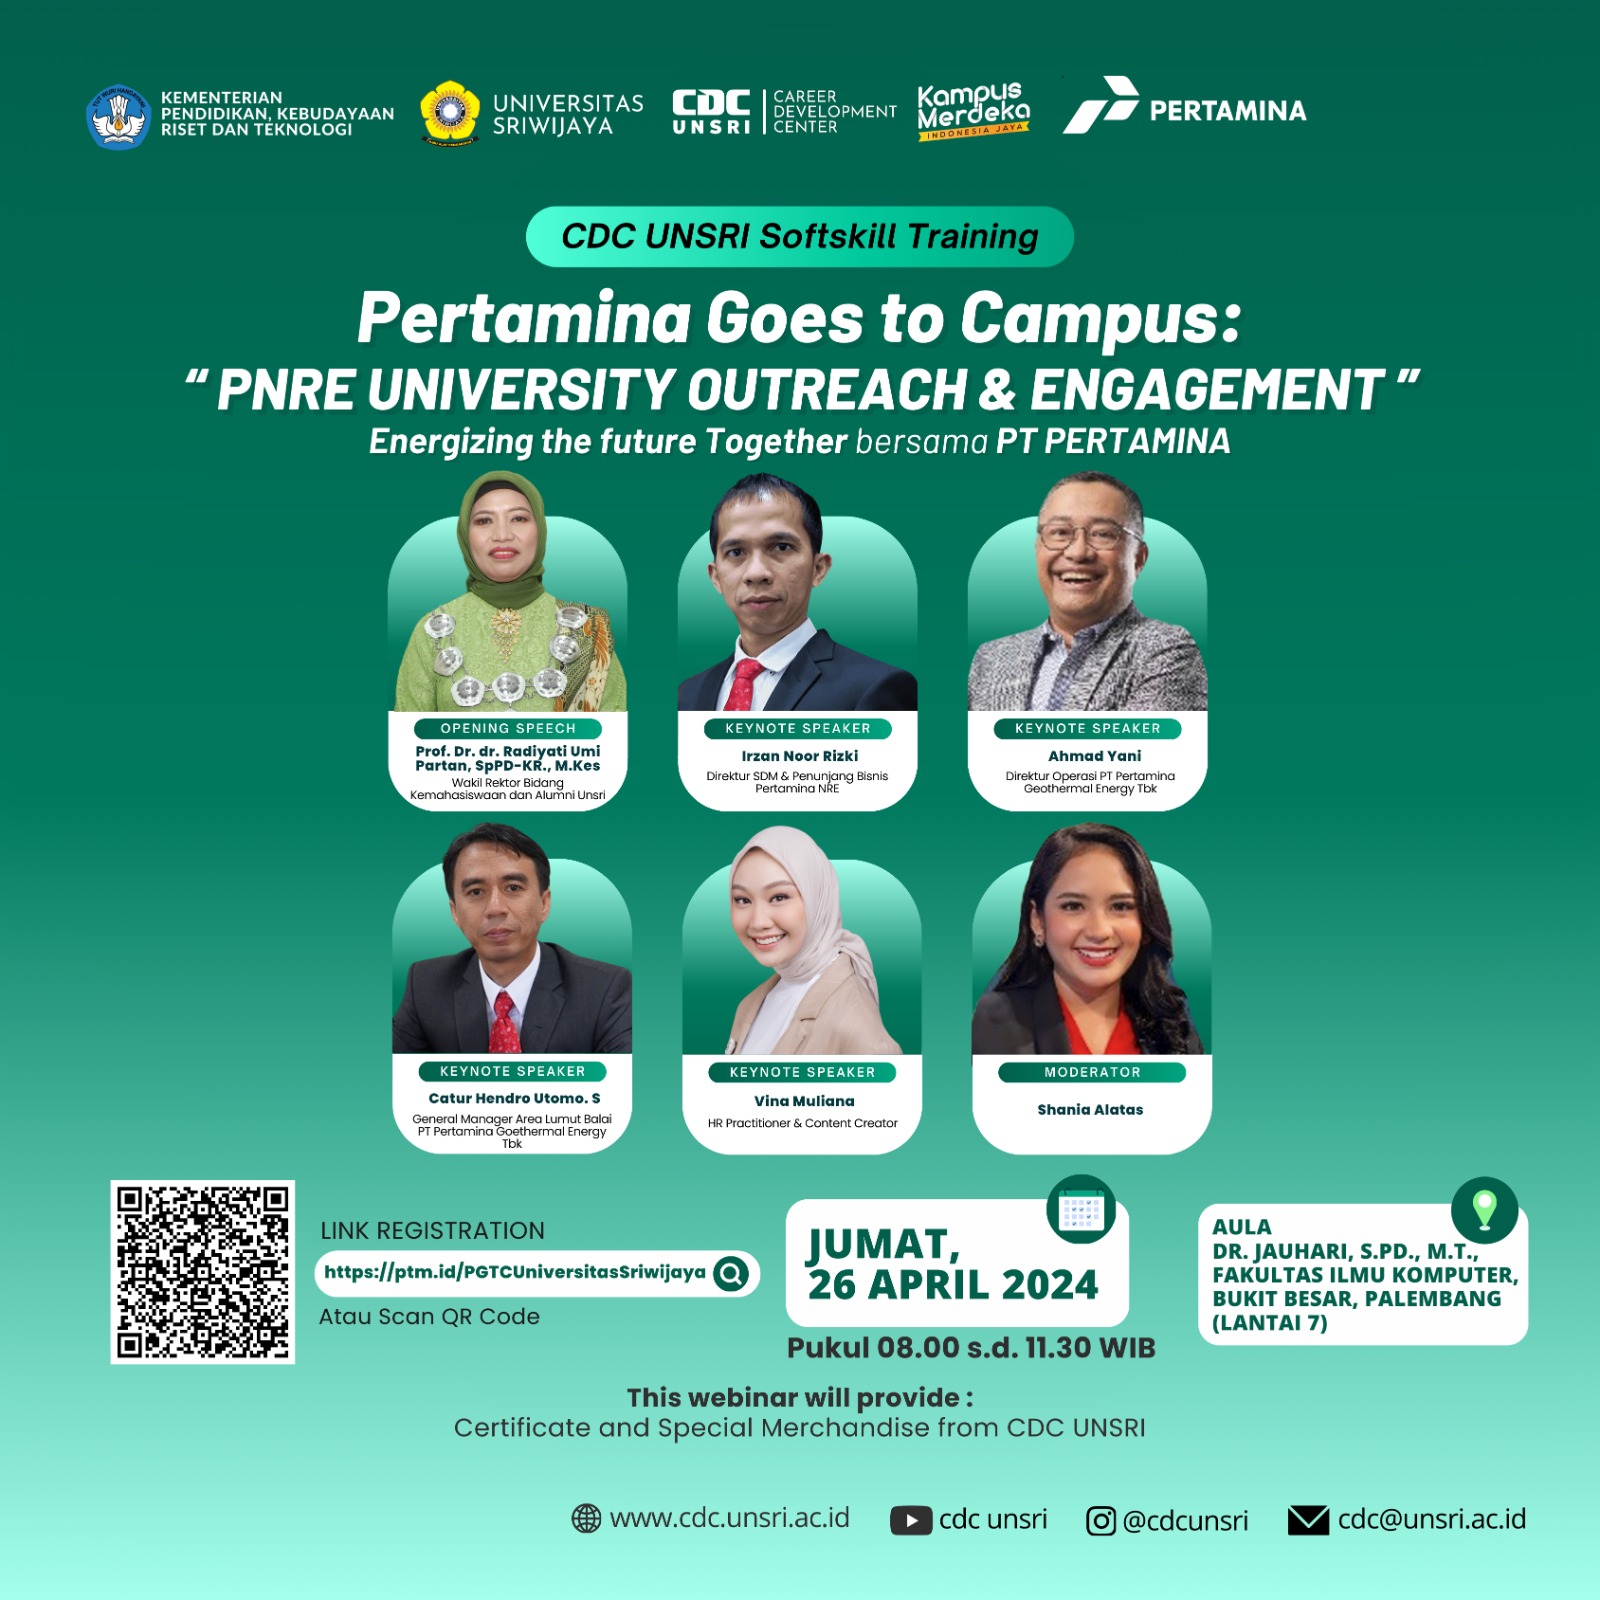 KEMENTERIAN
PENDIDIKAN, KEBUDAYAAN
RISET DAN TEKNOLOGI
UNIVERSITAS
SRIWIJAYA
CDC
UNSRI
CAREER
DEVELOPMENT
CENTER
Kampus
Merdeka
INDONESIA JAYA
PERTAMINA
CDC UNSRI Softskill Training
Pertamina Goes to Campus:
“ PNRE UNIVERSITY OUTREACH & ENGAGEMENT ”
Energizing the future Together bersama PT PERTAMINA
OPENING SPEECH
Prof. Dr. dr. Radiyati Umi
Partan, SpPD-KR., M.Kes
Wakil Rektor Bidang
Kemahasiswaan dan Alumni Unsri
KEYNOTE SPEAKER
Irzan Noor Rizki
Direktur SDM & Penunjang Bisnis
Pertamina NRE
KEYNOTE SPEAKER
Ahmad Yani
Direktur Operasi PT Pertamina
Geothermal Energy Tbk
KEYNOTE SPEAKER
Catur Hendro Utomo. S
General Manager Area Lumut Balai
PT Pertamina Goethermal Energy
Tbk
KEYNOTE SPEAKER
Vina Muliana
HR Practitioner & Content Creator
MODERATOR
Shania Alatas
LINK REGISTRATION
https://ptm.id/PGTCUniversitasSriwijaya
Atau Scan QR Code
JUMAT,
26 APRIL 2024
Pukul 08.00 s.d. 11.30 WIB
AULA
DR. JAUHARI, S.PD., M.T.,
FAKULTAS ILMU KOMPUTER,
BUKIT BESAR, PALEMBANG
(LANTAI 7)
This webinar will provide :
Certificate and Special Merchandise from CDC UNSRI
www.cdc.unsri.ac.id
cdc unsri
@cdcunsri
cdc@unsri.ac.id